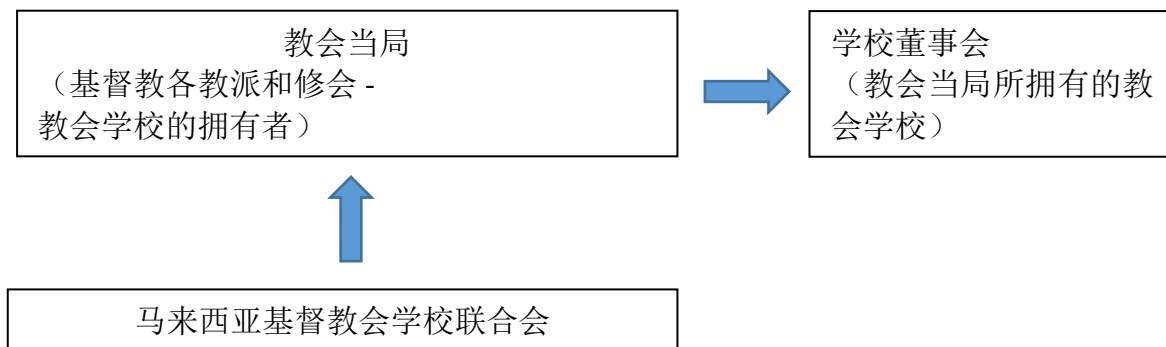 教会当局
（基督教各教派和修会 -
教会学校的拥有者）
学校董事会
（教会当局所拥有的教
会学校）
马来西亚基督教会学校联合会